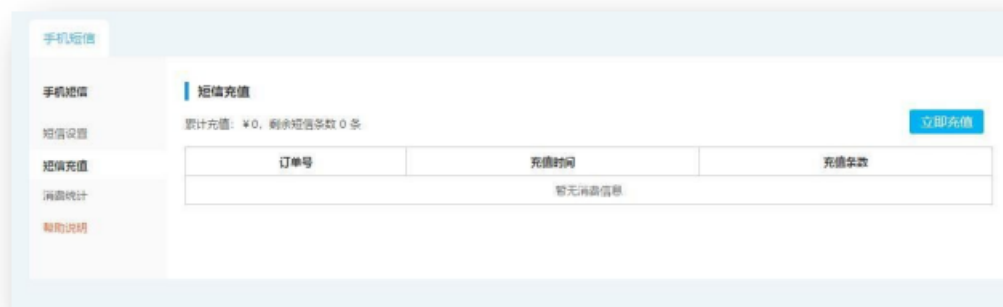 手机短信
手机短信
短信设置
短信充值
消费统计
帮助说明
短信充值
累计充值：￥0，剩余短信条数 0 条
立即充值
订单号 充值时间 充值条数
暂无消费信息